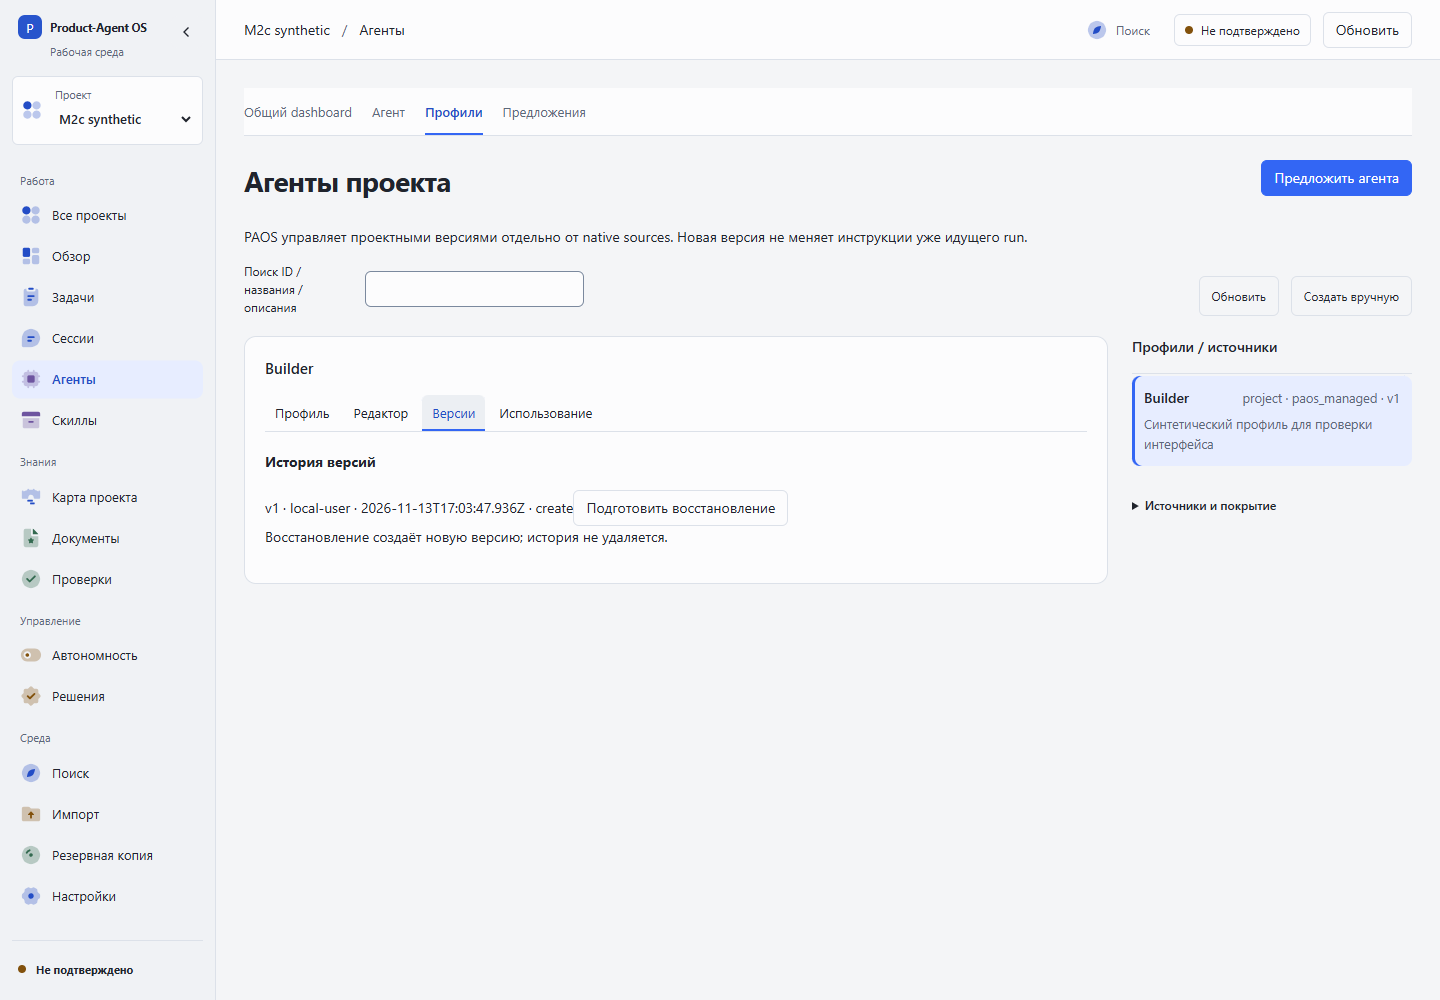 P
Product-Agent OS
Рабочая среда
Проект
M2c synthetic
Работа
Все проекты
Обзор
Задачи
Сессии
Агенты
Скиллы
Знания
Карта проекта
Документы
Проверки
Управление
Автономность
Решения
Среда
Поиск
Импорт
Резервная копия
Настройки
Не подтверждено
M2c synthetic / Агенты
Поиск
Не подтверждено
Обновить
Общий dashboard
Агент
Профили
Предложения
Агенты проекта
Предложить агента
PAOS управляет проектными версиями отдельно от native sources. Новая версия не меняет инструкции уже идущего run.
Поиск ID /
названия /
описания
Обновить
Создать вручную
Builder
Профиль
Редактор
Версии
Использование
История версий
v1 · local-user · 2026-11-13T17:03:47.936Z · create
Подготовить восстановление
Восстановление создаёт новую версию; история не удаляется.
Профили / источники
Builder
project · paos_managed · v1
Синтетический профиль для проверки
интерфейса
Источники и покрытие